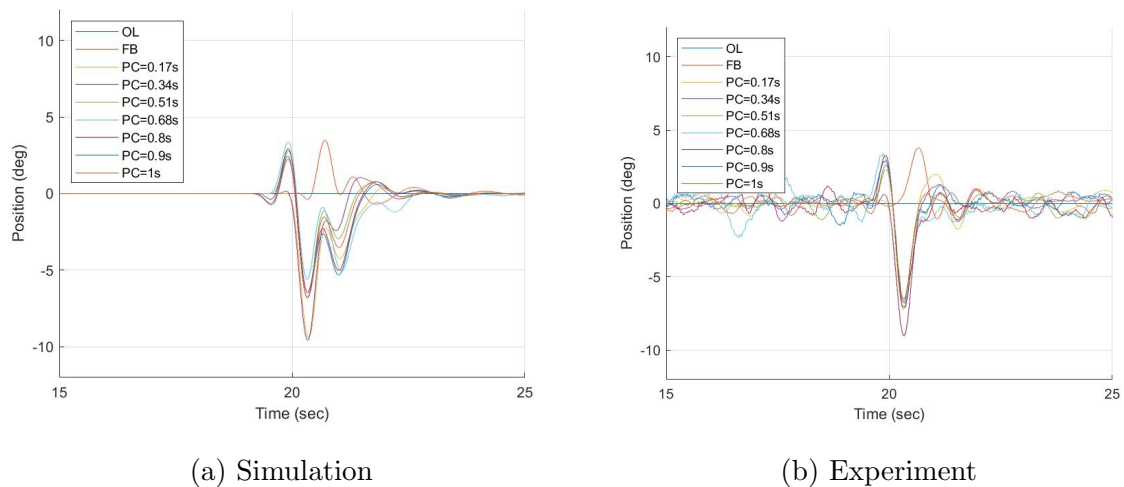 10
5
0
-5
-10
Position (deg)
OL
FB
PC=0.17s
PC=0.34s
PC=0.51s
PC=0.68s
PC=0.8s
PC=0.9s
PC=1s
15
20
25
Time (sec)
(a) Simulation
10
5
0
-5
-10
Position (deg)
OL
FB
PC=0.17s
PC=0.34s
PC=0.51s
PC=0.68s
PC=0.8s
PC=0.9s
PC=1s
15
20
25
Time (sec)
(b) Experiment